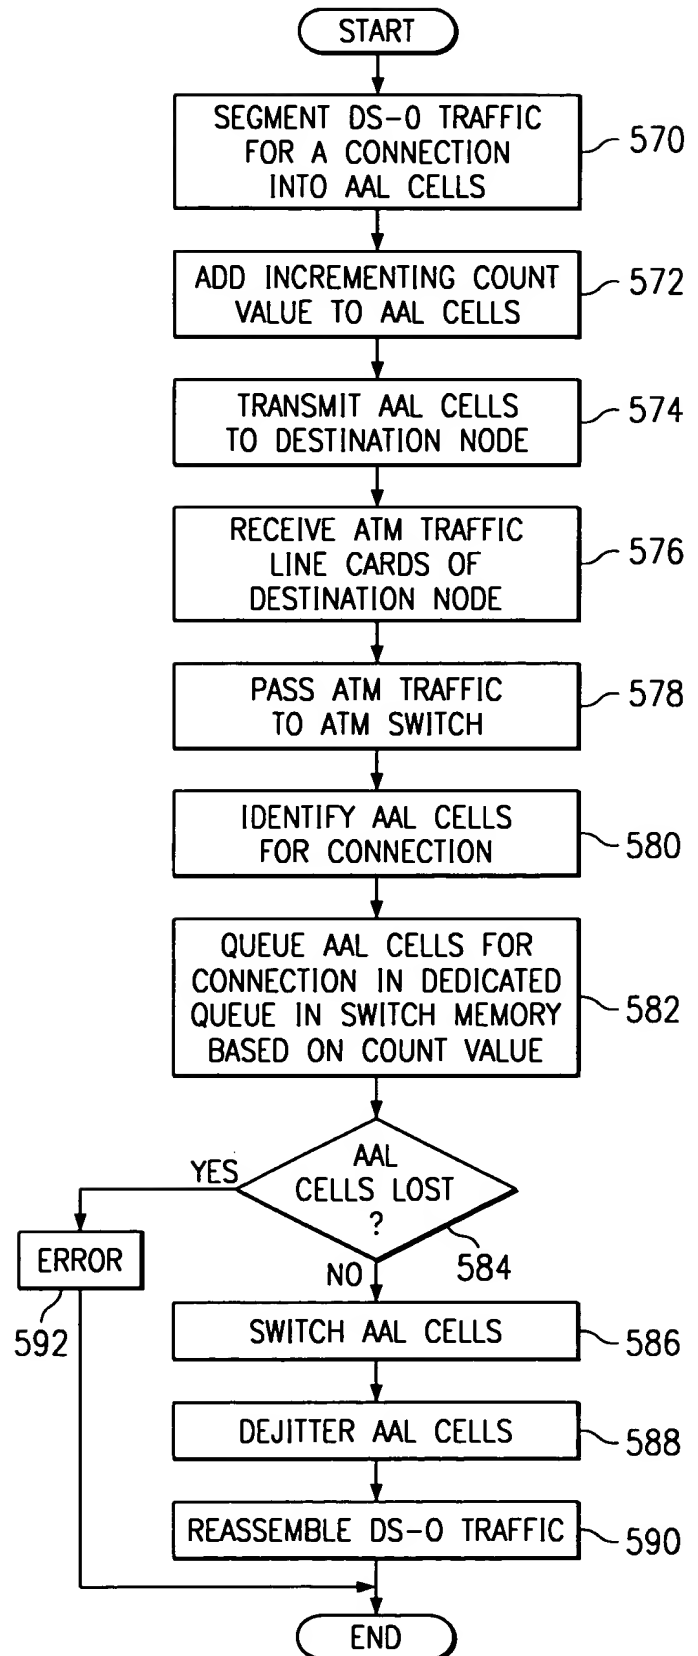 START
SEGMENT DS-0 TRAFFIC
FOR A CONNECTION
INTO AAL CELLS
570
ADD INCREMENTING COUNT
VALUE TO AAL CELLS
572
TRANSMIT AAL CELLS
TO DESTINATION NODE
574
RECEIVE ATM TRAFFIC
LINE CARDS OF
DESTINATION NODE
576
PASS ATM TRAFFIC
TO ATM SWITCH
578
IDENTIFY AAL CELLS
FOR CONNECTION
580
QUEUE AAL CELLS FOR
CONNECTION IN DEDICATED
QUEUE IN SWITCH MEMORY
BASED ON COUNT VALUE
582
AAL
CELLS LOST
?
584
YES
ERROR
592
NO
SWITCH AAL CELLS
586
DEJITTER AAL CELLS
588
REASSEMBLE DS-0 TRAFFIC
590
END